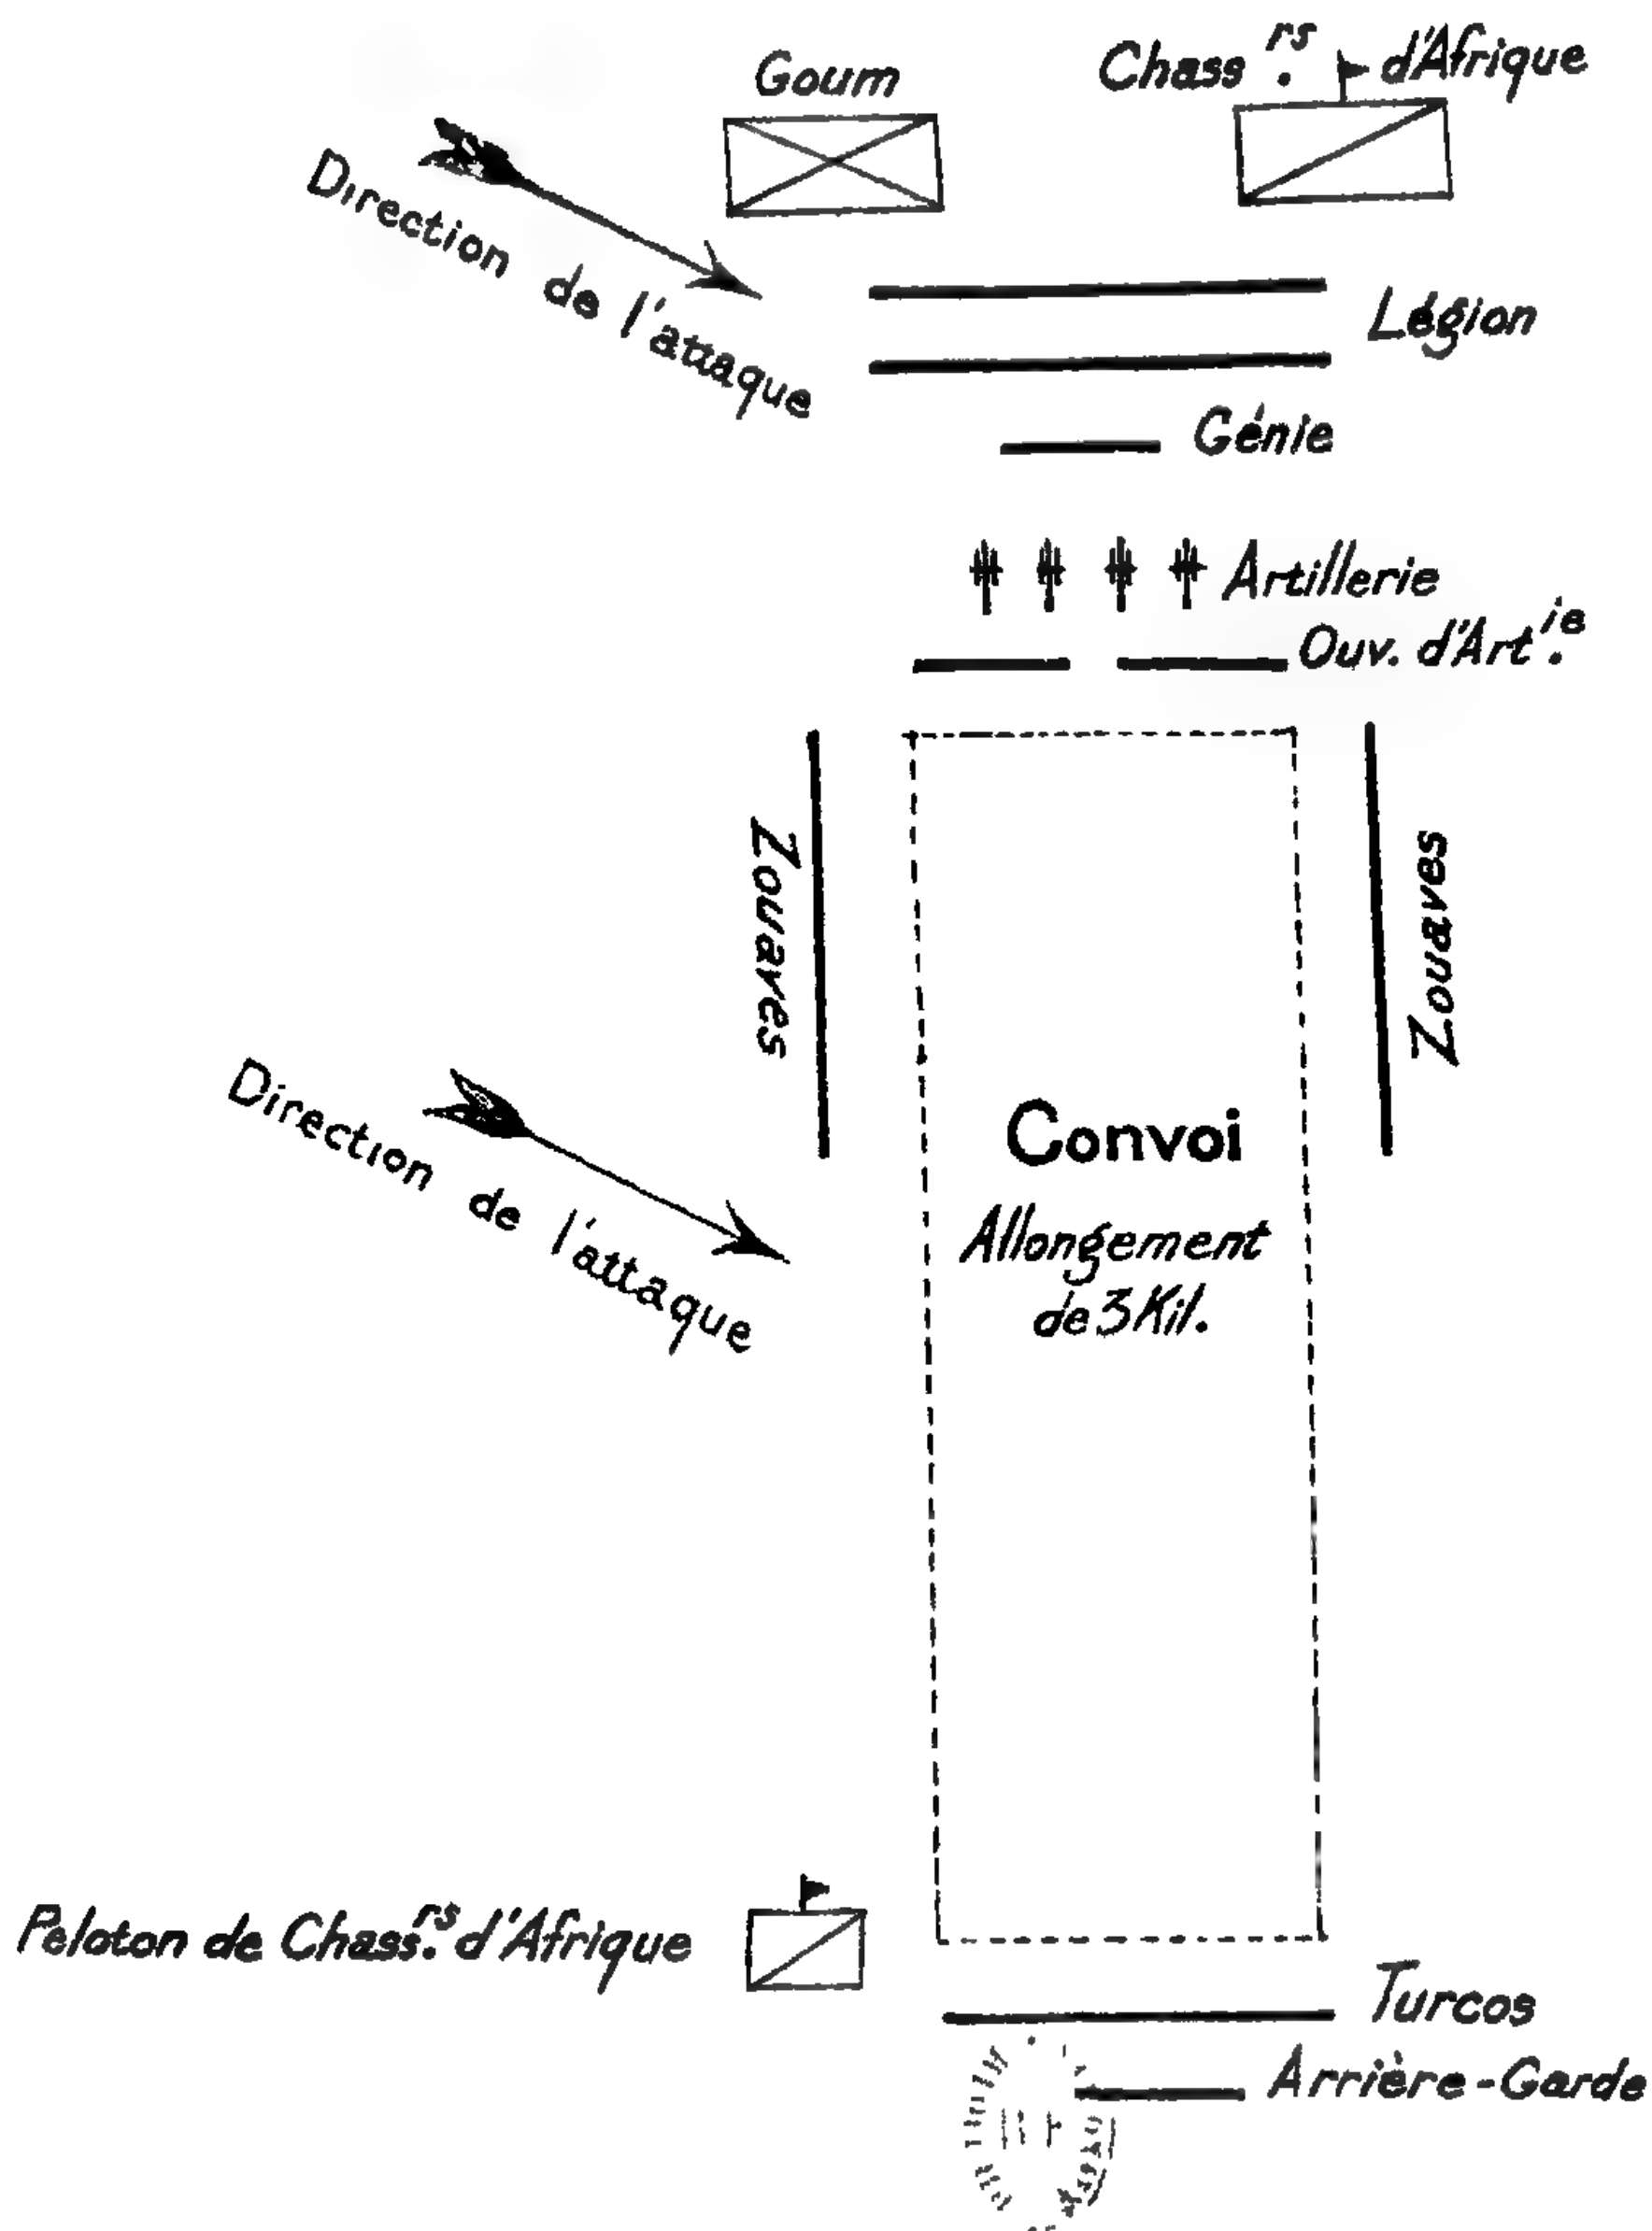 Goum
Chass.rs d'Afrique
Direction de l'attaque
Légion
Génie
Artillerie
Ouv. d'Art.ie
Zouaves
Zouaves
Direction de l'attaque
Convoi
Allongement
de 3 Kil.
Peloton de Chass.rs d'Afrique
Turcos
Arrière-Garde